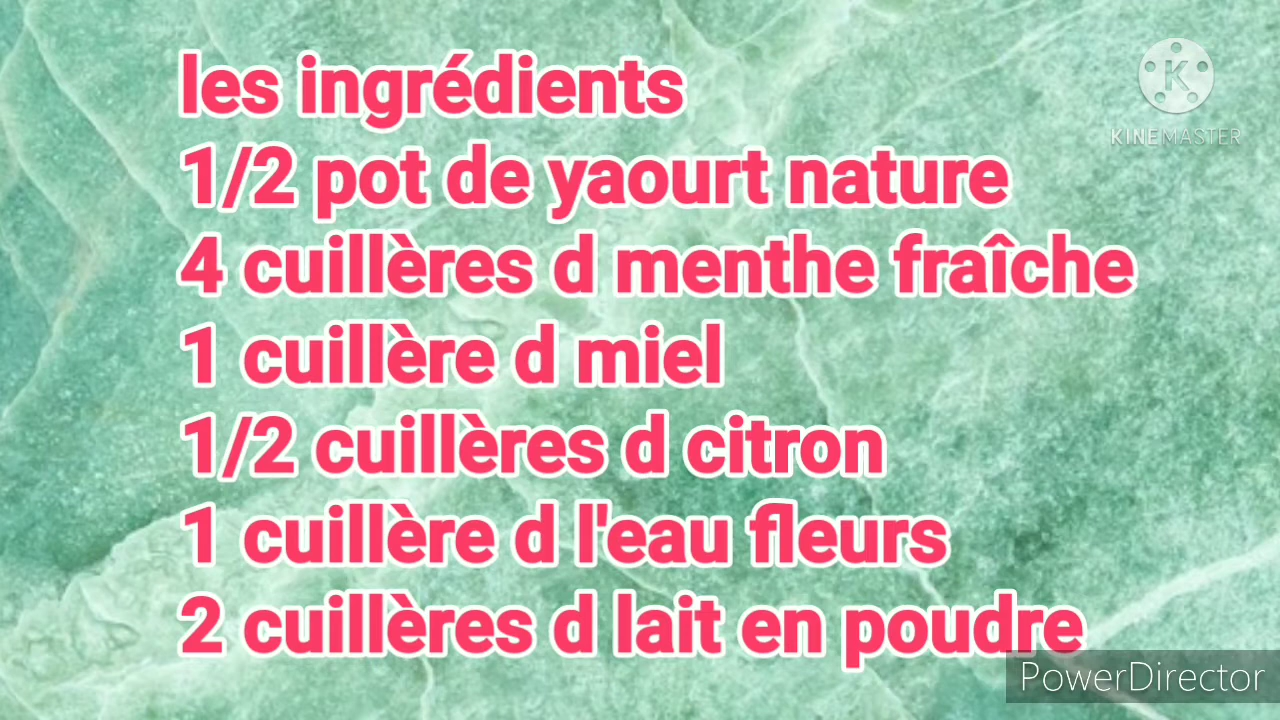 les ingrédients
KINEMASTER
1/2 pot de yaourt nature
4 cuillères d menthe fraîche
1 cuillère d miel
1/2 cuillères d citron
1 cuillère d l'eau fleurs
2 cuillères d lait en poudre
PowerDirector